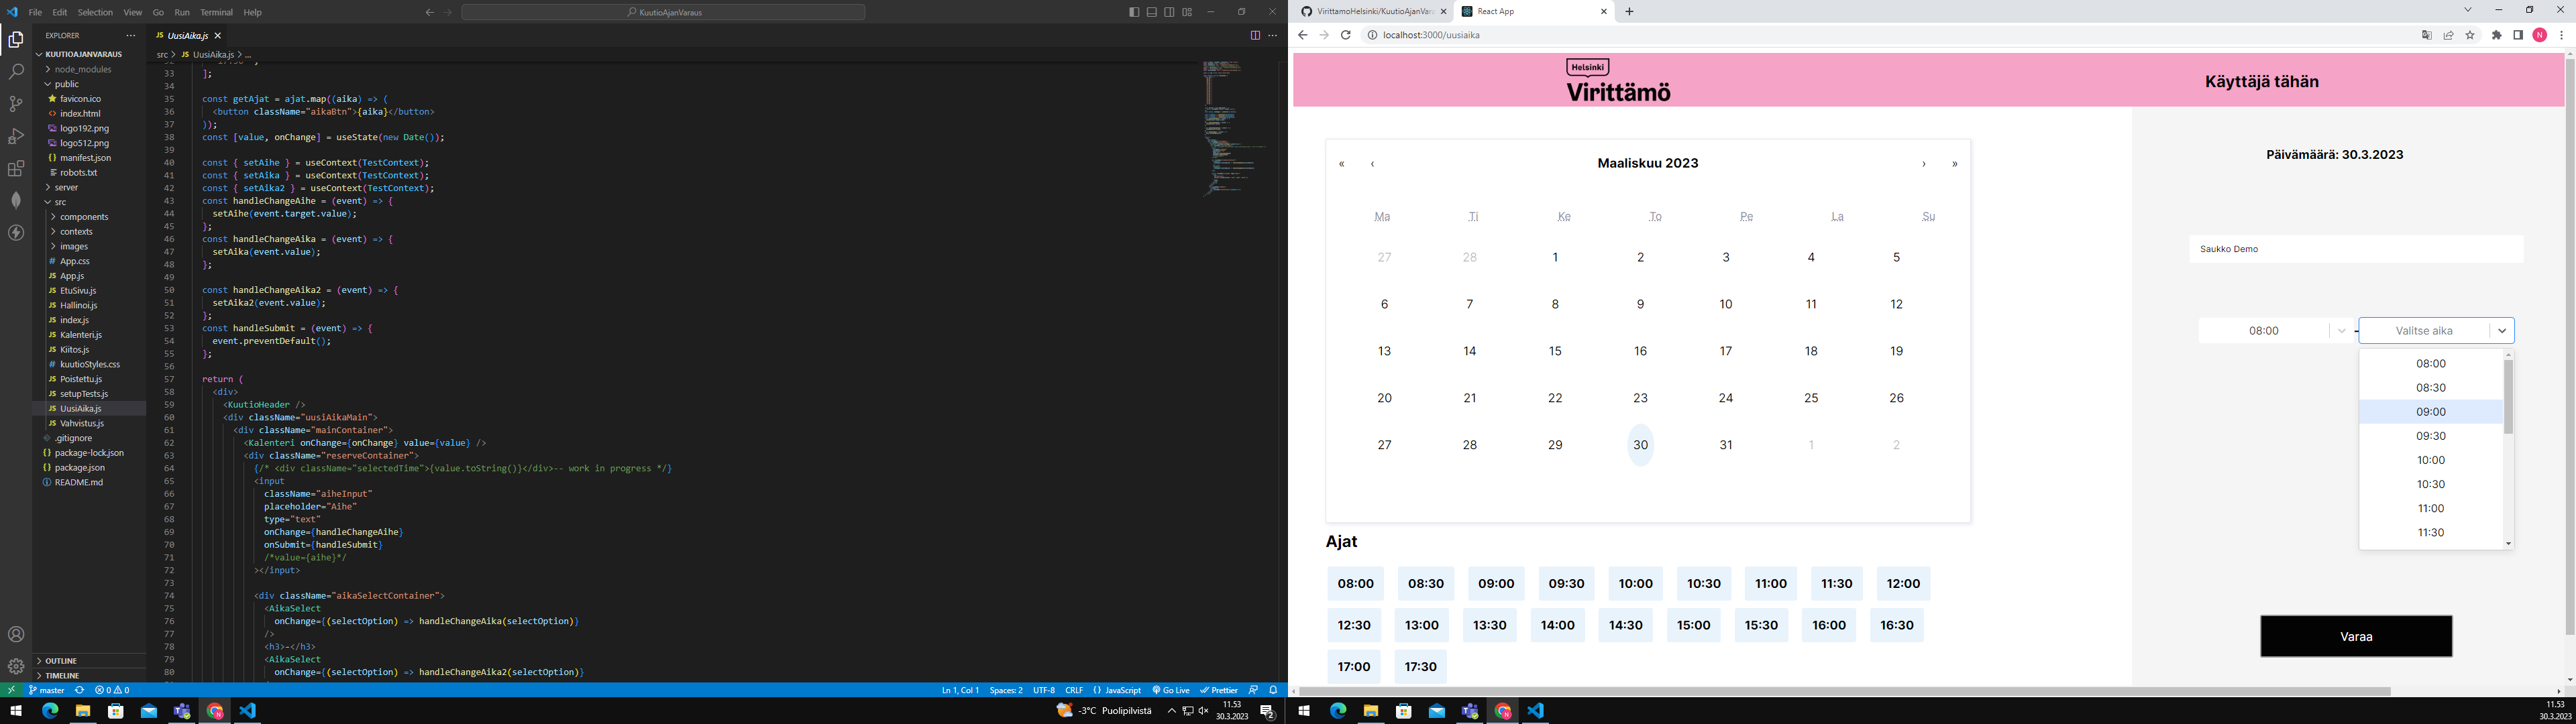 File Edit Selection View Go Run Terminal Help
KuutioAjanVaraus
EXPLORER
KUUTIOAJANVARAUS
node_modules
public
favicon.ico
index.html
logo192.png
logo512.png
manifest.json
robots.txt
server
src
components
contexts
images
App.css
App.js
EtuSivu.js
Hallinoi.js
index.js
Kalenteri.js
Kiitos.js
kuutioStyles.css
Poistettu.js
setupTests.js
UusiAika.js
Vahvistus.js
.gitignore
package-lock.json
package.json
README.md
OUTLINE
TIMELINE
JS UusiAika.js
src > JS UusiAika.js > ...
33 ];
34
35 const getAjat = ajat.map((aika) => (
36 <button className="aikaBtn">{aika}</button>
37 ));
38 const [value, onChange] = useState(new Date());
39
40 const { setAihe } = useContext(TestContext);
41 const { setAika } = useContext(TestContext);
42 const { setAika2 } = useContext(TestContext);
43 const handleChangeAihe = (event) => {
44 setAihe(event.target.value);
45 };
46 const handleChangeAika = (event) => {
47 setAika(event.value);
48 };
49
50 const handleChangeAika2 = (event) => {
51 setAika2(event.value);
52 };
53 const handleSubmit = (event) => {
54 event.preventDefault();
55 };
56
57 return (
58 <div>
59 <KuutioHeader />
60 <div className="uusiAikaMain">
61 <div className="mainContainer">
62 <Kalenteri onChange={onChange} value={value} />
63 <div className="reserveContainer">
64 {/* <div className="selectedTime">{value.toString()}</div>-- work in progress */}
65 <input
66 className="aiheInput"
67 placeholder="Aihe"
68 type="text"
69 onChange={handleChangeAihe}
70 onSubmit={handleSubmit}
71 /*value={aihe}*/
72 ></input>
73
74 <div className="aikaSelectContainer">
75 <AikaSelect
76 onChange={(selectOption) => handleChangeAika(selectOption)}
77 />
78 <h3>-</h3>
79 <AikaSelect
80 onChange={(selectOption) => handleChangeAika2(selectOption)}
master 0 0
Ln 1, Col 1 Spaces: 2 UTF-8 CRLF {} JavaScript Go Live Prettier
-3°C Puolipilvistä
11.53
30.3.2023
2
VirittamoHelsinki/KuutioAjanVara
React App
localhost:3000/uusiaika
N
Helsinki
Virittämö
Käyttäjä tähän
« ‹ Maaliskuu 2023 › »
Ma Ti Ke To Pe La Su
27 28 1 2 3 4 5
6 7 8 9 10 11 12
13 14 15 16 17 18 19
20 21 22 23 24 25 26
27 28 29 30 31 1 2
Ajat
08:00 08:30 09:00 09:30 10:00 10:30 11:00 11:30 12:00
12:30 13:00 13:30 14:00 14:30 15:00 15:30 16:00 16:30
17:00 17:30
Päivämäärä: 30.3.2023
Saukko Demo
08:00 - Valitse aika
08:00
08:30
09:00
09:30
10:00
10:30
11:00
11:30
Varaa
11.53
30.3.2023